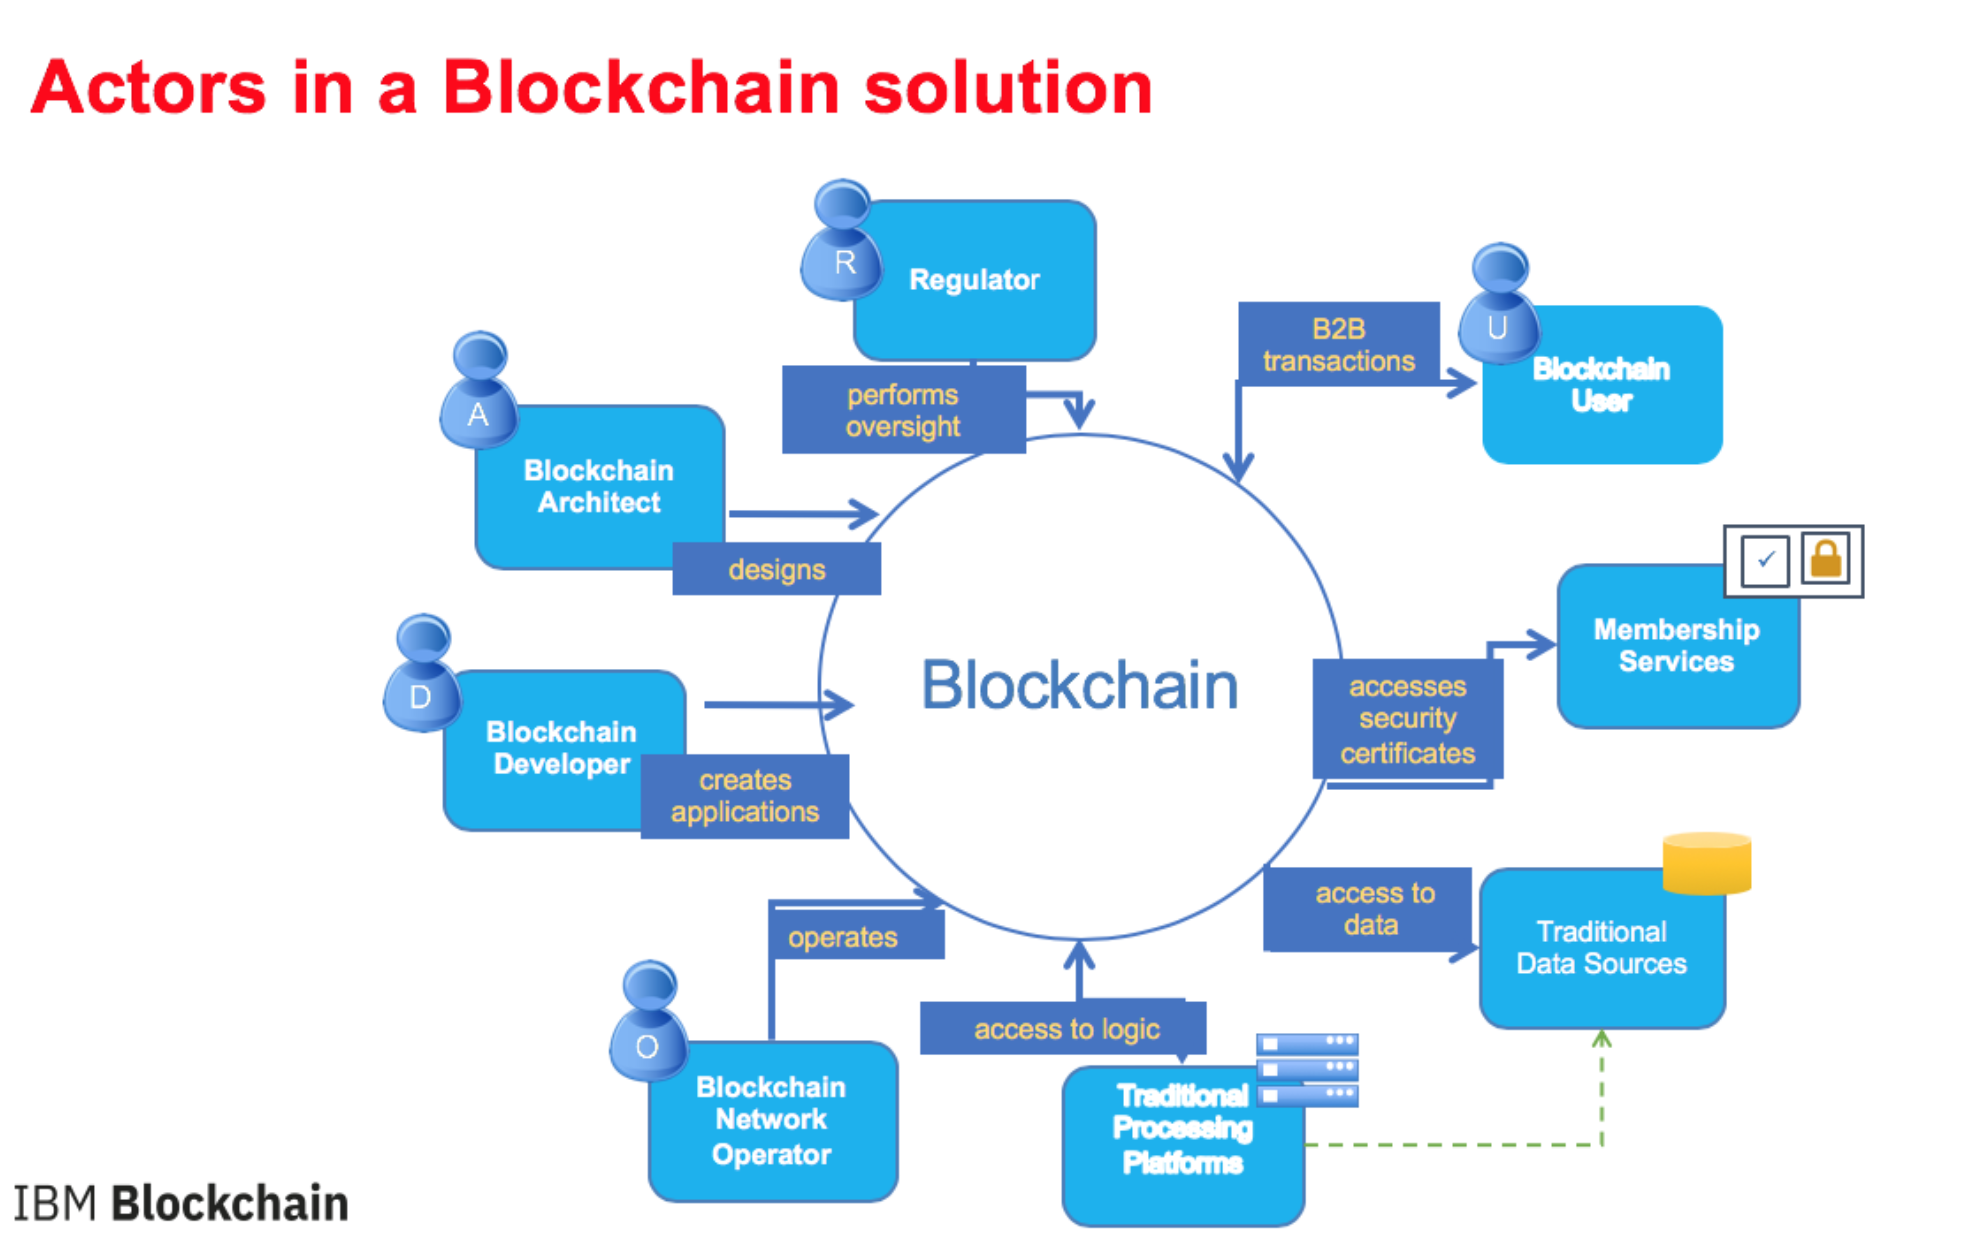 Actors in a Blockchain solution
R
Regulator
performs
oversight
B2B
transactions
U
Blockchain
User
A
Blockchain
Architect
designs
Membership
Services
D
Blockchain
Developer
creates
applications
Blockchain
accesses
security
certificates
access to
data
Traditional
Data Sources
operates
O
Blockchain
Network
Operator
access to logic
Traditional
Processing
Platforms
IBM Blockchain